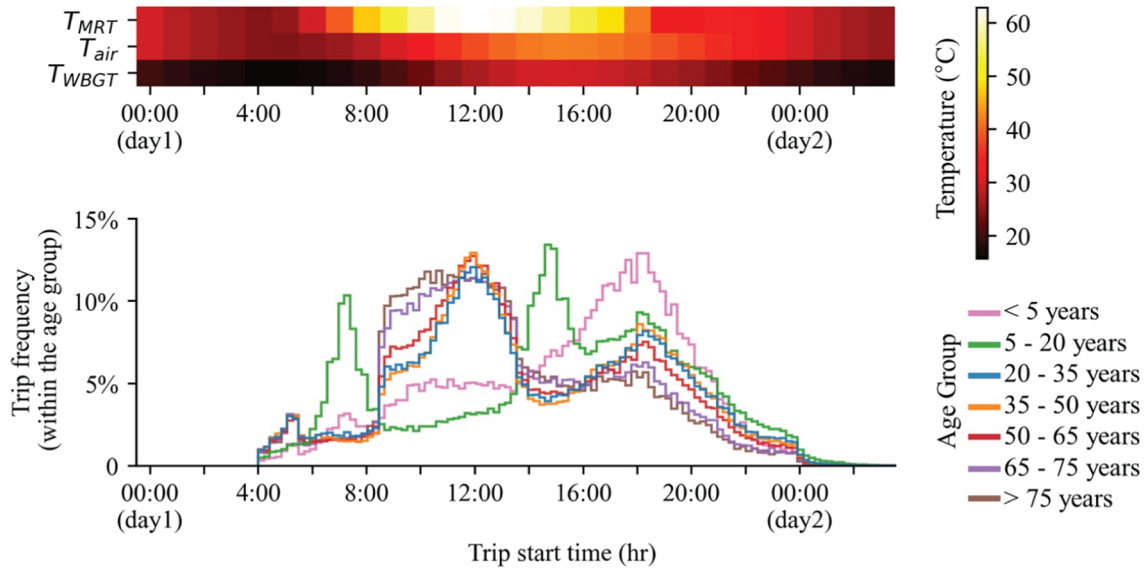 T_MRT
T_air
T_WBGT
00:00 4:00 8:00 12:00 16:00 20:00 00:00
(day1) (day2)
60
50
40
30
20
Temperature (°C)
15%
10%
5%
0
Trip frequency
(within the age group)
00:00 4:00 8:00 12:00 16:00 20:00 00:00
(day1) (day2)
Trip start time (hr)
Age Group
< 5 years
5 - 20 years
20 - 35 years
35 - 50 years
50 - 65 years
65 - 75 years
> 75 years